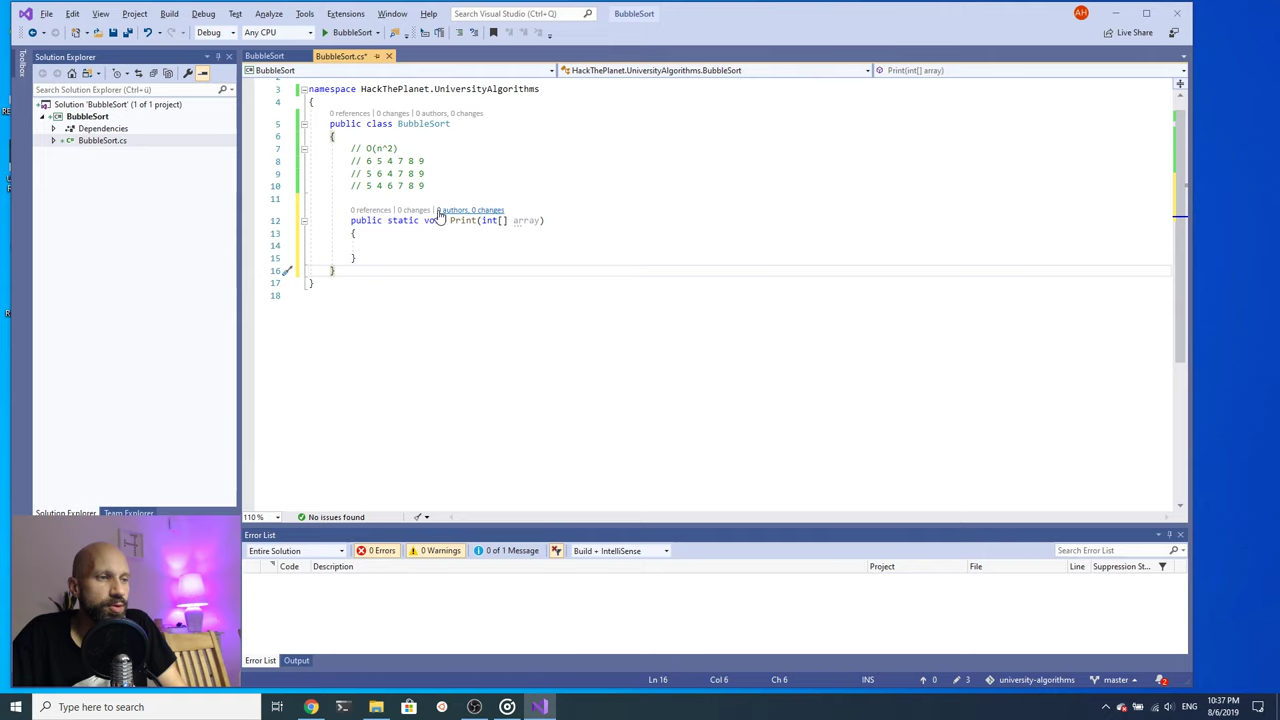 File Edit View Project Build Debug Test Analyze Tools Extensions Window Help Search Visual Studio (Ctrl+Q) BubbleSort AH
Debug Any CPU BubbleSort Live Share
Toolbox
Solution Explorer
BubbleSort BubbleSort.cs*
BubbleSort HackThePlanet.UniversityAlgorithms.BubbleSort Print(int[] array)
Search Solution Explorer (Ctrl+ü)
Solution 'BubbleSort' (1 of 1 project)
BubbleSort
Dependencies
BubbleSort.cs
3 namespace HackThePlanet.UniversityAlgorithms
4 {
0 references | 0 changes | 0 authors, 0 changes
5 public class BubbleSort
6 {
7 // O(n^2)
8 // 6 5 4 7 8 9
9 // 5 6 4 7 8 9
10 // 5 4 6 7 8 9
11
0 references | 0 changes | 0 authors, 0 changes
12 public static void Print(int[] array)
13 {
14
15 }
16 }
17 }
18
Solution Explorer Team Explorer
110 % No issues found
Error List
Entire Solution 0 Errors 0 Warnings 0 of 1 Message Build + IntelliSense Search Error List
Code Description Project File Line Suppression St...
Error List Output
Ln 16 Col 6 Ch 6 INS 0 3 university-algorithms master 2
Type here to search
10:37 PM
8/6/2019